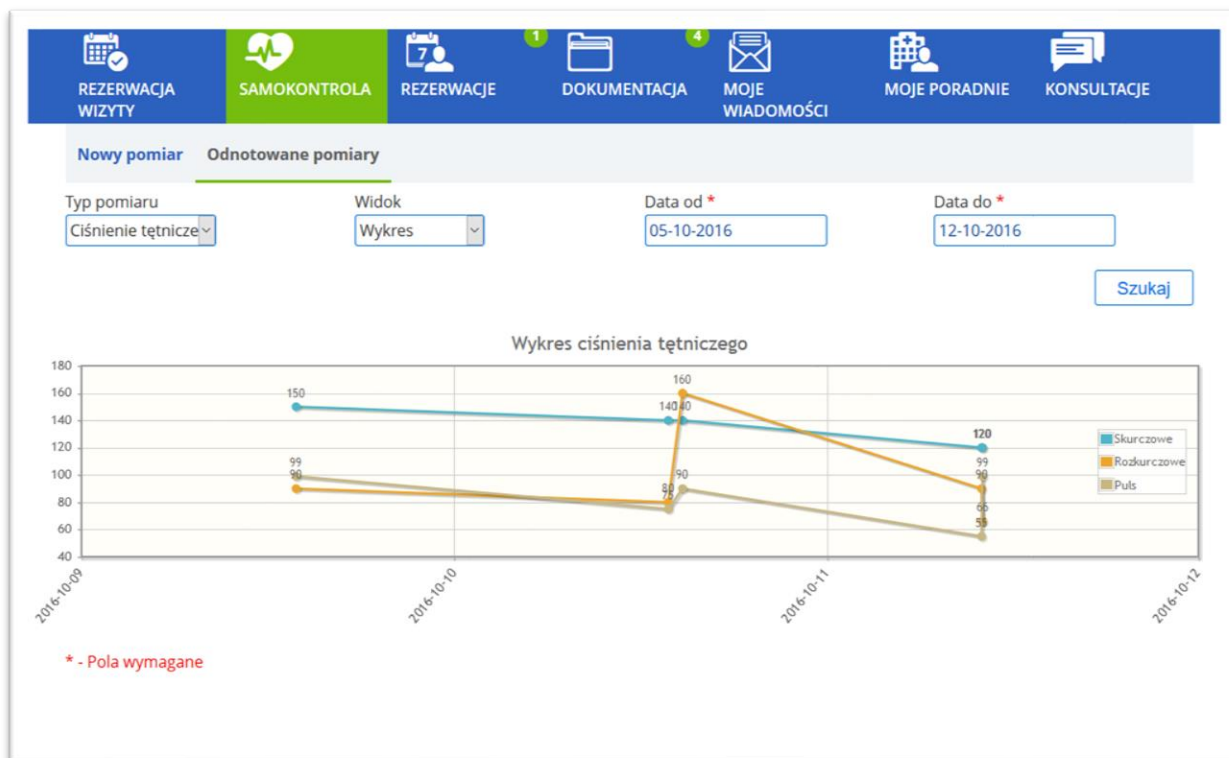 1
4
REZERWACJA
WIZYTY
SAMOKONTROLA
7
REZERWACJE
DOKUMENTACJA
MOJE
WIADOMOŚCI
MOJE PORADNIE
KONSULTACJE
Nowy pomiar
Odnotowane pomiary
Typ pomiaru
Widok
Data od *
Data do *
Ciśnienie tętnicze
Wykres
05-10-2016
12-10-2016
Szukaj
Wykres ciśnienia tętniczego
180
160
140
120
100
80
60
40
150
99
90
140
140
160
80
75
90
120
99
90
66
55
Skurczowe
Rozkurczowe
Puls
2016-10-09
2016-10-10
2016-10-11
2016-10-12
* - Pola wymagane